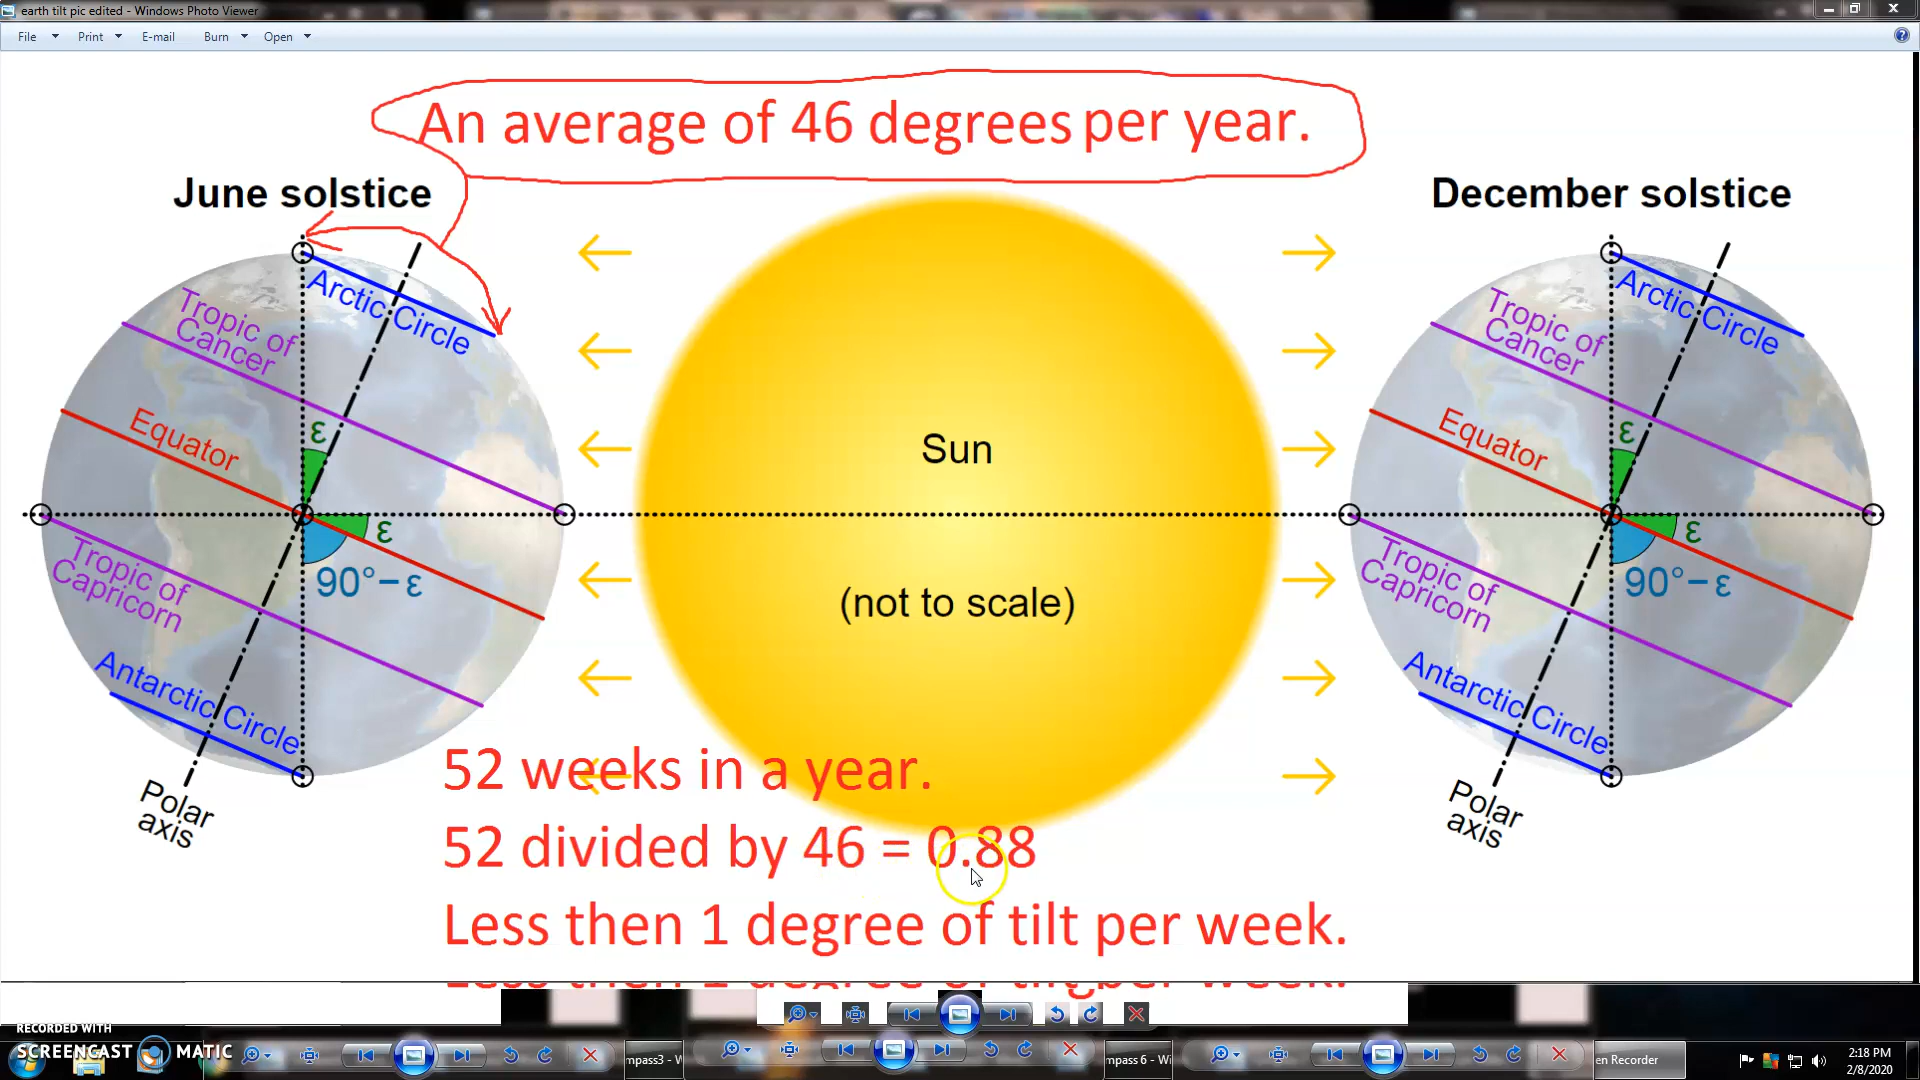 earth tilt pic edited - Windows Photo Viewer
File Print E-mail Burn Open
An average of 46 degrees per year.
June solstice
December solstice
Arctic Circle
Tropic of
Cancer
Equator
ε
ε
90°− ε
Tropic of
Capricorn
Antarctic Circle
Polar
axis
Sun
(not to scale)
Arctic Circle
Tropic of
Cancer
Equator
ε
ε
90°− ε
Tropic of
Capricorn
Antarctic Circle
Polar
axis
52 weeks in a year.
52 divided by 46 = 0.88
Less then 1 degree of tilt per week.
RECORDED WITH
SCREENCAST MATIC
mpass3 - W
mpass 6 - Wi
en Recorder
2:18 PM
2/8/2020